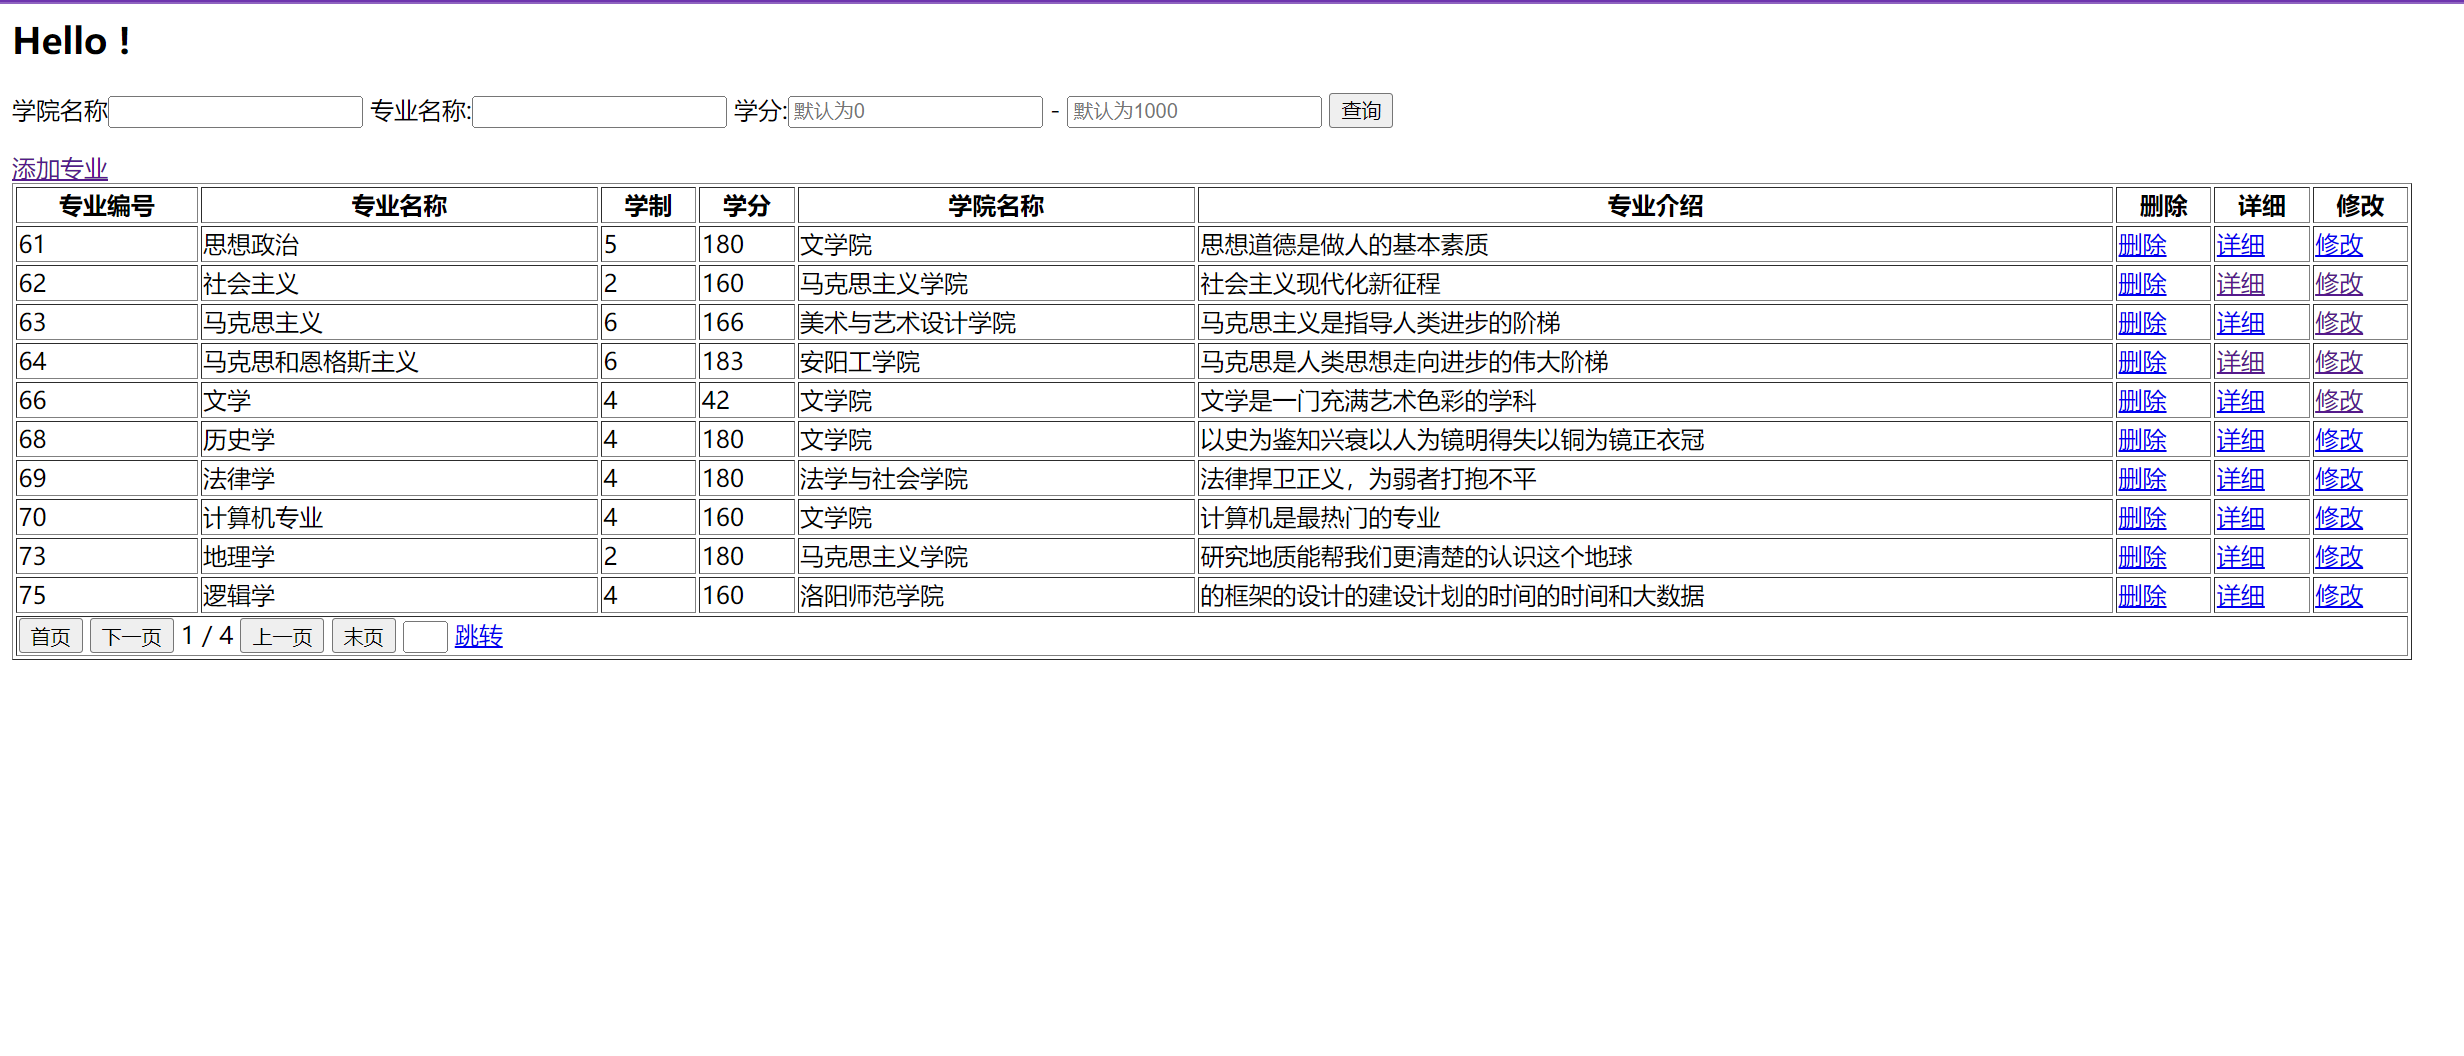 Hello！
学院名称 专业名称: 学分:默认为0 - 默认为1000 查询
添加专业
专业编号 专业名称 学制 学分 学院名称 专业介绍 删除 详细 修改
61 思想政治 5 180 文学院 思想道德是做人的基本素质 删除 详细 修改
62 社会主义 2 160 马克思主义学院 社会主义现代化新征程 删除 详细 修改
63 马克思主义 6 166 美术与艺术设计学院 马克思主义是指导人类进步的阶梯 删除 详细 修改
64 马克思和恩格斯主义 6 183 安阳工学院 马克思是人类思想走向进步的伟大阶梯 删除 详细 修改
66 文学 4 42 文学院 文学是一门充满艺术色彩的学科 删除 详细 修改
68 历史学 4 180 文学院 以史为鉴知兴衰以人为镜明得失以铜为镜正衣冠 删除 详细 修改
69 法律学 4 180 法学与社会学院 法律捍卫正义，为弱者打抱不平 删除 详细 修改
70 计算机专业 4 160 文学院 计算机是最热门的专业 删除 详细 修改
73 地理学 2 180 马克思主义学院 研究地质能帮我们更清楚的认识这个地球 删除 详细 修改
75 逻辑学 4 160 洛阳师范学院 的框架的设计的建设计划的时间的时间和大数据 删除 详细 修改
首页 下一页 1 / 4 上一页 末页 跳转